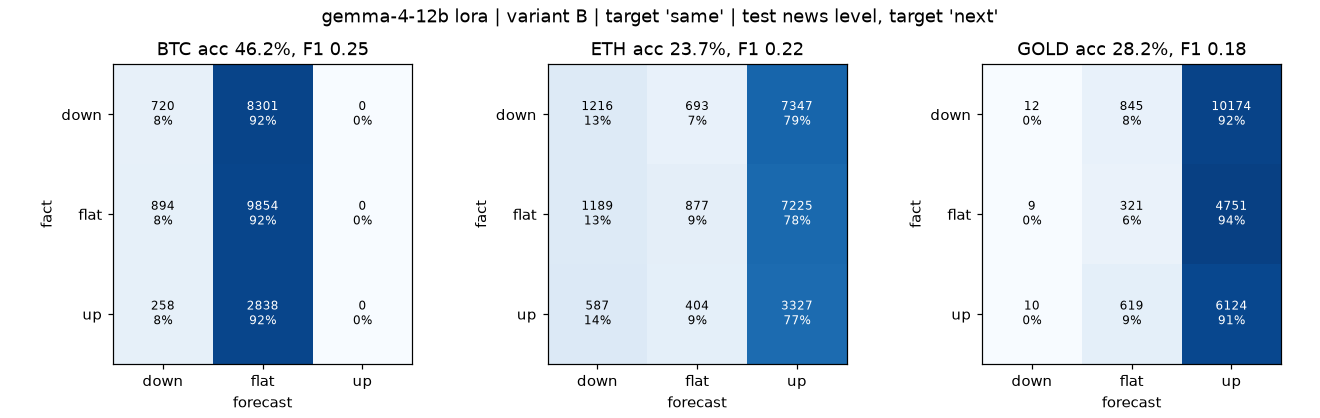 gemma-4-12b lora | variant B | target 'same' | test news level, target 'next'
BTC acc 46.2%, F1 0.25
fact
down
flat
up
720
8%
8301
92%
0
0%
894
8%
9854
92%
0
0%
258
8%
2838
92%
0
0%
down
flat
up
forecast
ETH acc 23.7%, F1 0.22
fact
down
flat
up
1216
13%
693
7%
7347
79%
1189
13%
877
9%
7225
78%
587
14%
404
9%
3327
77%
down
flat
up
forecast
GOLD acc 28.2%, F1 0.18
fact
down
flat
up
12
0%
845
8%
10174
92%
9
0%
321
6%
4751
94%
10
0%
619
9%
6124
91%
down
flat
up
forecast